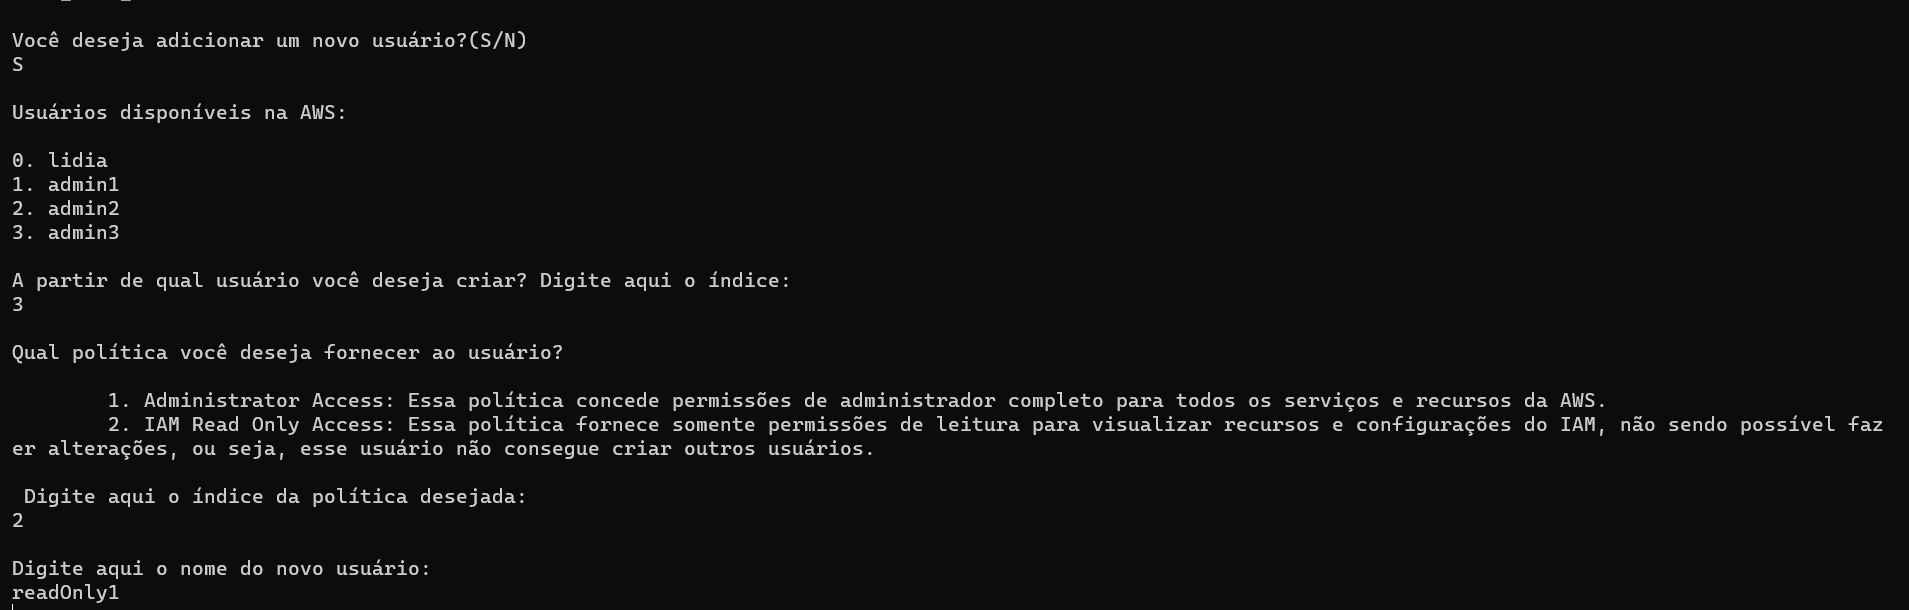 Você deseja adicionar um novo usuário?(S/N)
S
Usuários disponíveis na AWS:
0. lidia
1. admin1
2. admin2
3. admin3
A partir de qual usuário você deseja criar? Digite aqui o índice:
3
Qual política você deseja fornecer ao usuário?
1. Administrator Access: Essa política concede permissões de administrador completo para todos os serviços e recursos da AWS.
2. IAM Read Only Access: Essa política fornece somente permissões de leitura para visualizar recursos e configurações do IAM, não sendo possível faz
er alterações, ou seja, esse usuário não consegue criar outros usuários.
Digite aqui o índice da política desejada:
2
Digite aqui o nome do novo usuário:
readOnly1